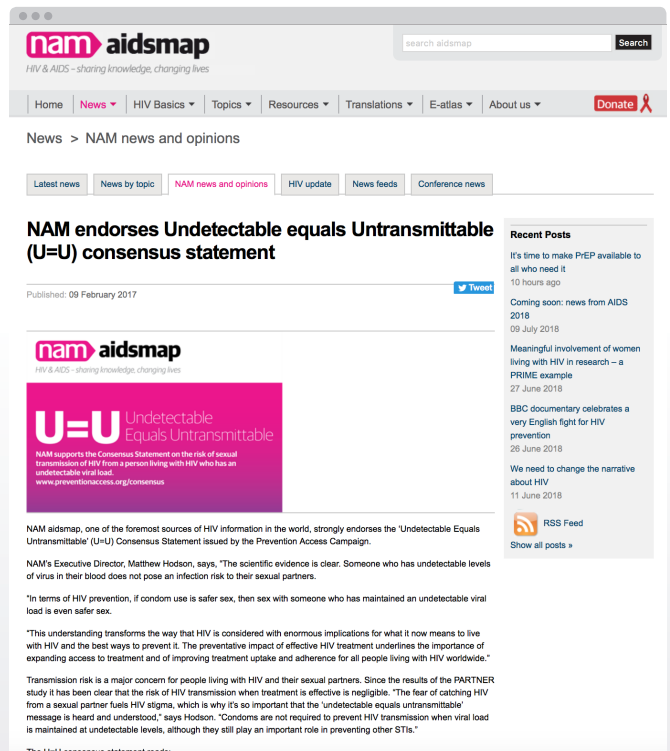 nam aidsmap
HIV & AIDS – sharing knowledge, changing lives
search aidsmap
Search
Home
News
HIV Basics
Topics
Resources
Translations
E-atlas
About us
Donate
News > NAM news and opinions
Latest news
News by topic
NAM news and opinions
HIV update
News feeds
Conference news
NAM endorses Undetectable equals Untransmittable
(U=U) consensus statement
Published: 09 February 2017
Tweet
nam aidsmap
HIV & AIDS – sharing knowledge, changing lives
U=U Undetectable
Equals Untransmittable
NAM supports the Consensus Statement on the risk of sexual
transmission of HIV from a person living with HIV who has an
undetectable viral load.
www.preventionaccess.org/consensus
NAM aidsmap, one of the foremost sources of HIV information in the world, strongly endorses the 'Undetectable Equals
Untransmittable' (U=U) Consensus Statement issued by the Prevention Access Campaign.
NAM's Executive Director, Matthew Hodson, says, "The scientific evidence is clear. Someone who has undetectable levels
of virus in their blood does not pose an infection risk to their sexual partners.
"In terms of HIV prevention, if condom use is safer sex, then sex with someone who has maintained an undetectable viral
load is even safer sex.
"This understanding transforms the way that HIV is considered with enormous implications for what it now means to live
with HIV and the best ways to prevent it. The preventative impact of effective HIV treatment underlines the importance of
expanding access to treatment and of improving treatment uptake and adherence for all people living with HIV worldwide."
Transmission risk is a major concern for people living with HIV and their sexual partners. Since the results of the PARTNER
study it has been clear that the risk of HIV transmission when treatment is effective is negligible. "The fear of catching HIV
from a sexual partner fuels HIV stigma, which is why it's so important that the 'undetectable equals untransmittable'
message is heard and understood," says Hodson. "Condoms are not required to prevent HIV transmission when viral load
is maintained at undetectable levels, although they still play an important role in preventing other STIs."
Recent Posts
It's time to make PrEP available to
all who need it
10 hours ago
Coming soon: news from AIDS
2018
09 July 2018
Meaningful involvement of women
living with HIV in research – a
PRIME example
27 June 2018
BBC documentary celebrates a
very English fight for HIV
prevention
26 June 2018
We need to change the narrative
about HIV
11 June 2018
RSS Feed
Show all posts »